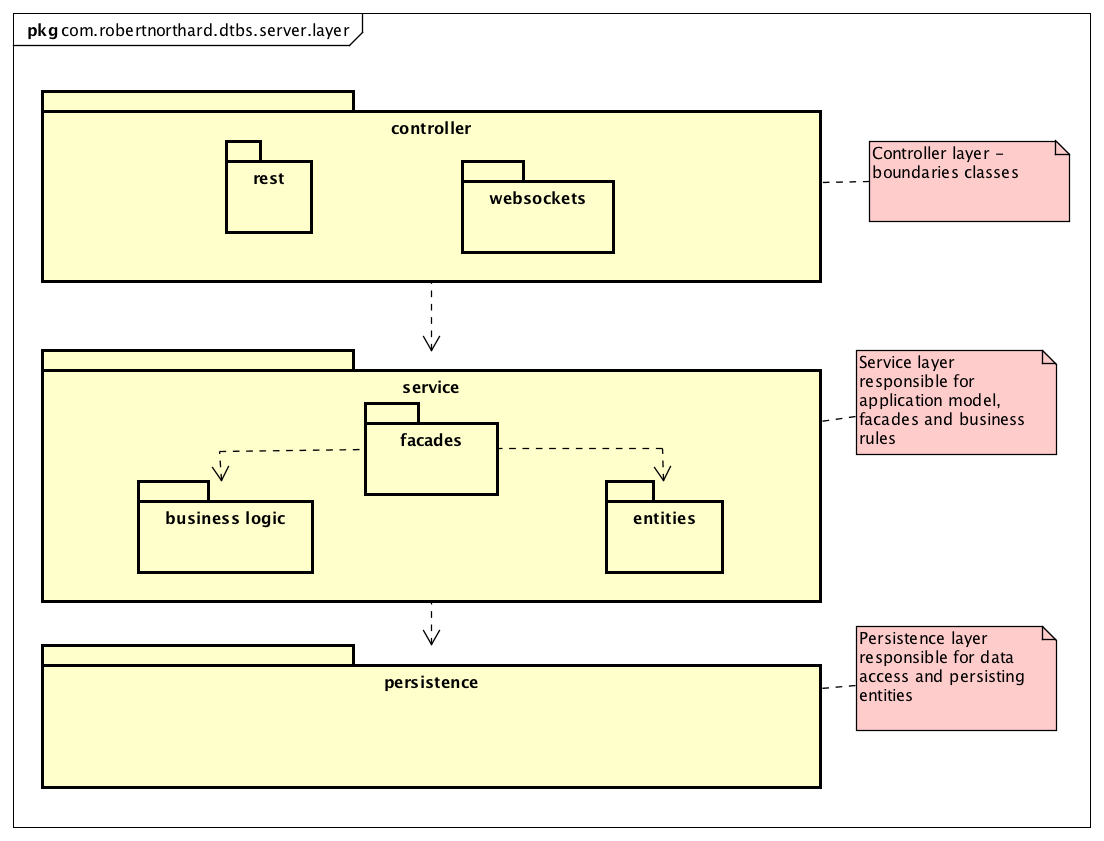 pkg com.robertnorthard.dtbs.server.layer
controller
rest
websockets
Controller layer –
boundaries classes
service
facades
business logic
entities
Service layer
responsible for
application model,
facades and business
rules
persistence
Persistence layer
responsible for data
access and persisting
entities